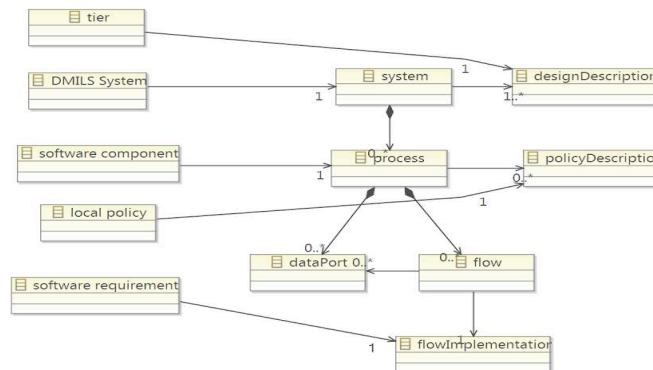 tier
1
DMILS System
system
designDescription
1
1..*
software component
0..*
process
policyDescription
1
0..*
local policy
1
0..*
0..*
dataPort
0..*
flow
software requirement
1
1
flowImplementation